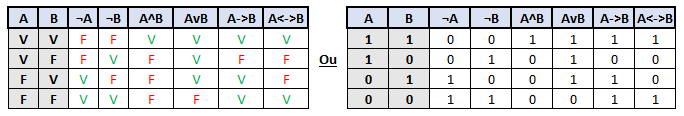 A B ¬A ¬B A^B AvB A->B A<->B
V V F F V V V V
V F F V F V F F
F V V F F V V F
F F V V F F V V
Ou
A B ¬A ¬B A^B AvB A->B A<->B
1 1 0 0 1 1 1 1
1 0 0 1 0 1 0 0
0 1 1 0 0 1 1 0
0 0 1 1 0 0 1 1